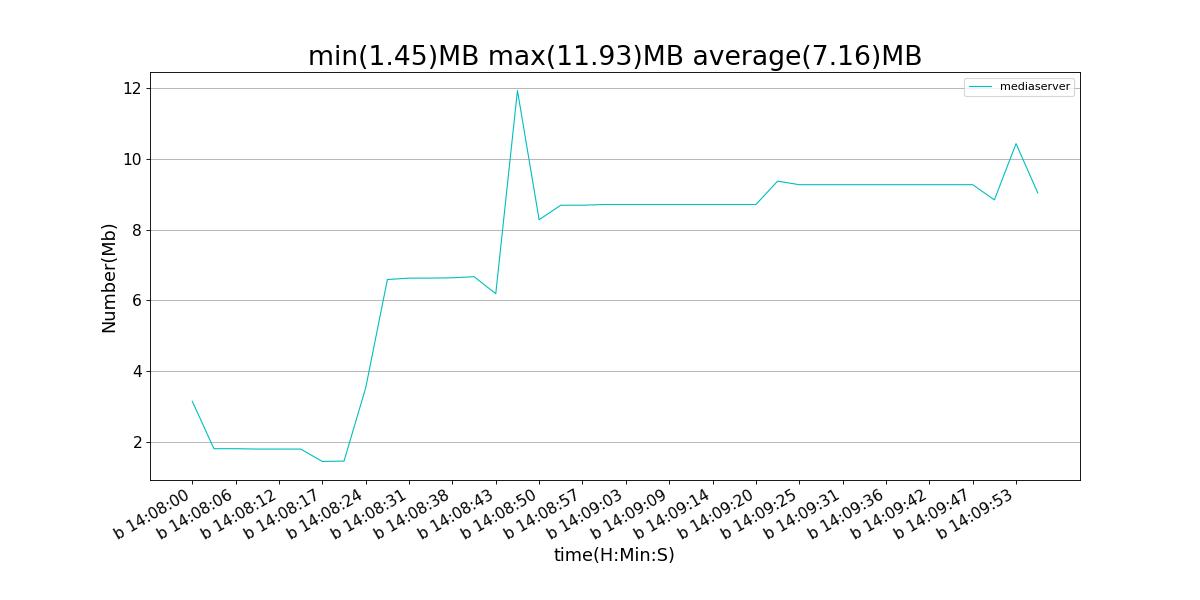 min(1.45)MB max(11.93)MB average(7.16)MB
mediaserver
12
10
8
6
4
2
Number(Mb)
b 14:08:00
b 14:08:06
b 14:08:12
b 14:08:17
b 14:08:24
b 14:08:31
b 14:08:38
b 14:08:43
b 14:08:50
b 14:08:57
b 14:09:03
b 14:09:09
b 14:09:14
b 14:09:20
b 14:09:25
b 14:09:31
b 14:09:36
b 14:09:42
b 14:09:47
b 14:09:53
time(H:Min:S)